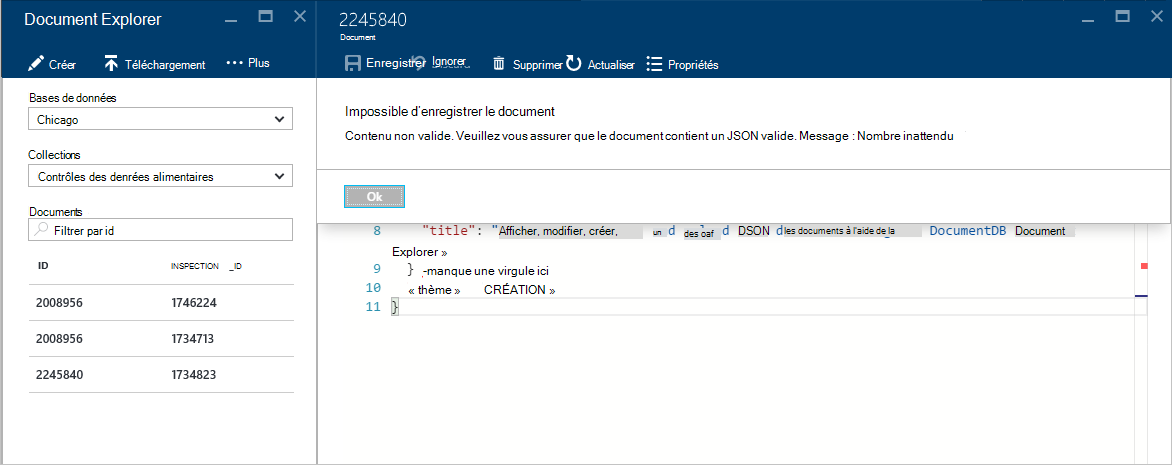 Document Explorer
Créer
Téléchargement
Plus
Bases de données
Chicago
Collections
Contrôles des denrées alimentaires
Documents
Filtrer par id
ID INSPECTION _ID
2008956 1746224
2008956 1734713
2245840 1734823
2245840
Document
Enregistrer Ignorer Supprimer Actualiser Propriétés
Impossible d'enregistrer le document
Contenu non valide. Veuillez vous assurer que le document contient un JSON valide. Message : Nombre inattendu
Ok
8 "title": "Afficher, modifier, créer, un d des oaf d DSON d les documents à l'aide de la DocumentDB Document
Explorer »
9 } -manque une virgule ici
10 « thème » CRÉATION »
11 }